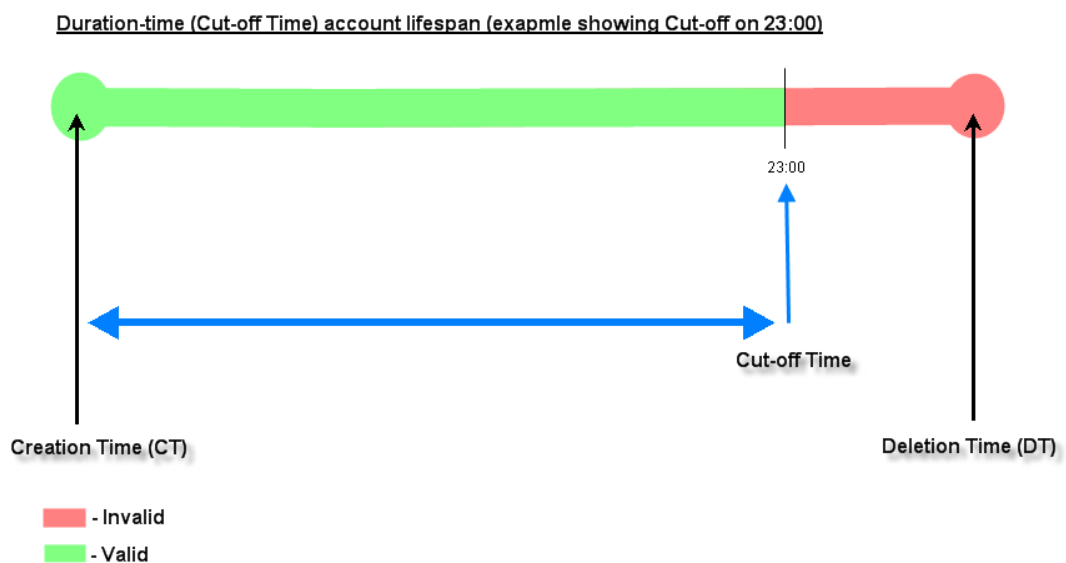 Duration-time (Cut-off Time) account lifespan (exapmle showing Cut-off on 23:00)
23:00
Cut-off Time
Creation Time (CT)
Deletion Time (DT)
- Invalid
- Valid